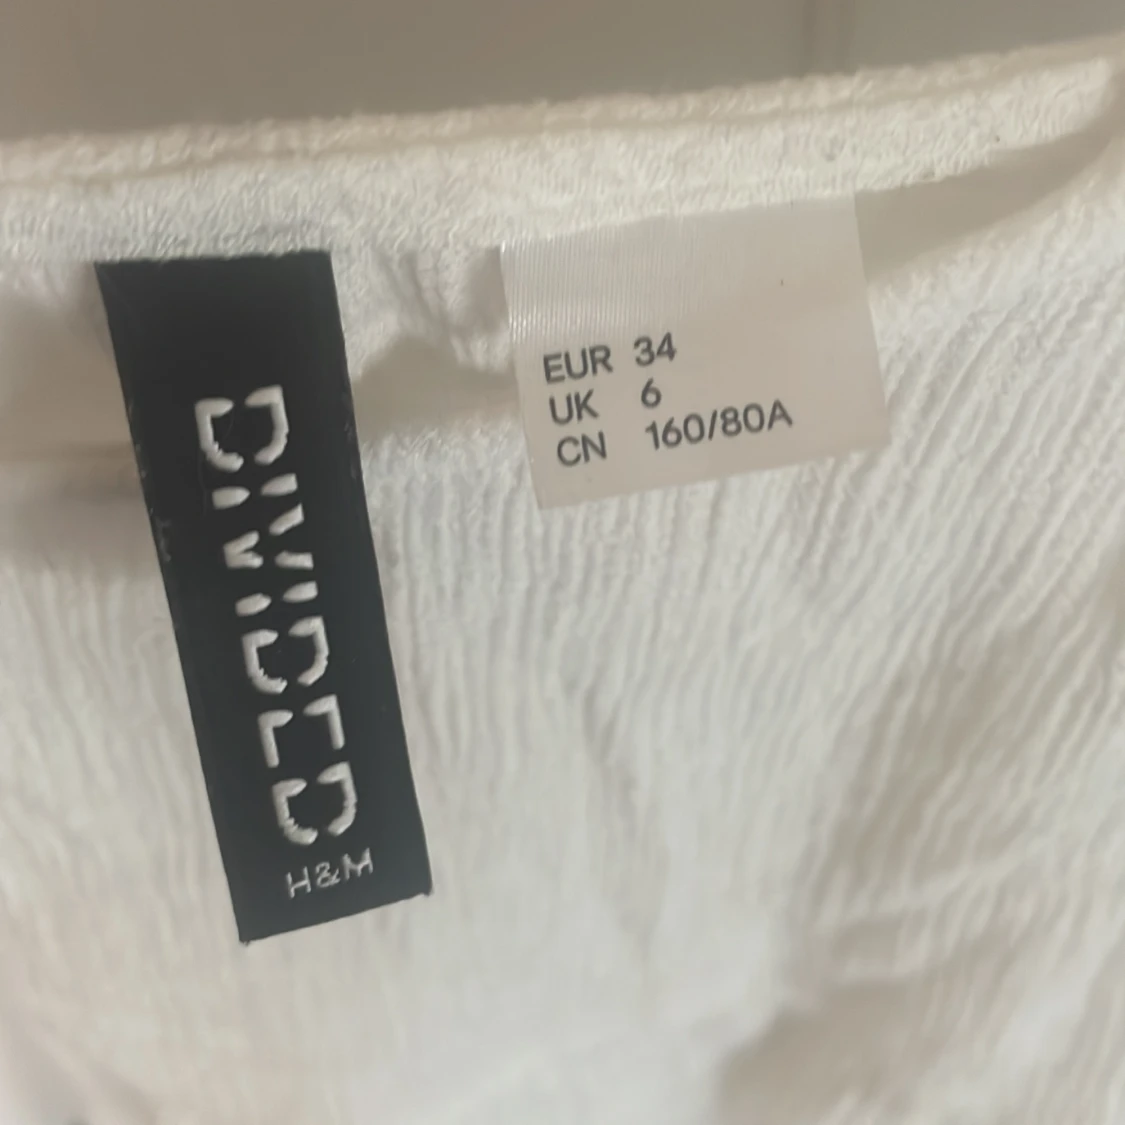 DIVIDED
H&M
EUR 34
UK 6
CN 160/80A